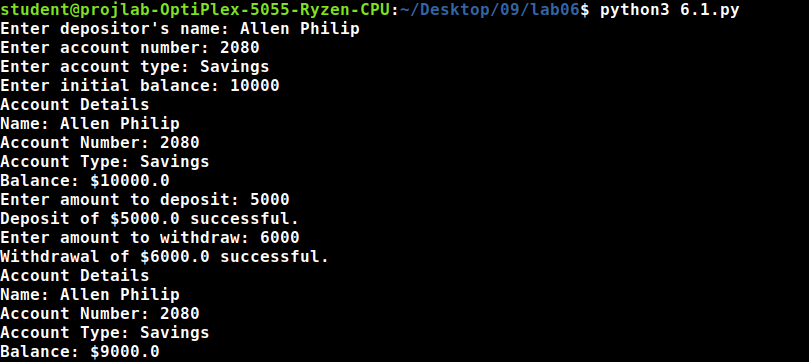 student@projlab-OptiPlex-5055-Ryzen-CPU:~/Desktop/09/lab06$ python3 6.1.py
Enter depositor's name: Allen Philip
Enter account number: 2080
Enter account type: Savings
Enter initial balance: 10000
Account Details
Name: Allen Philip
Account Number: 2080
Account Type: Savings
Balance: $10000.0
Enter amount to deposit: 5000
Deposit of $5000.0 successful.
Enter amount to withdraw: 6000
Withdrawal of $6000.0 successful.
Account Details
Name: Allen Philip
Account Number: 2080
Account Type: Savings
Balance: $9000.0